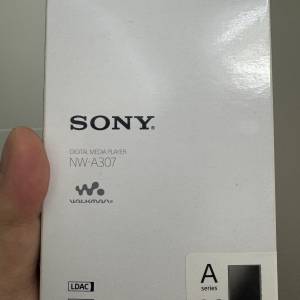 SONY®
DIGITAL MEDIA PLAYER
NW-A307
WALKMAN®
LDAC
A
series